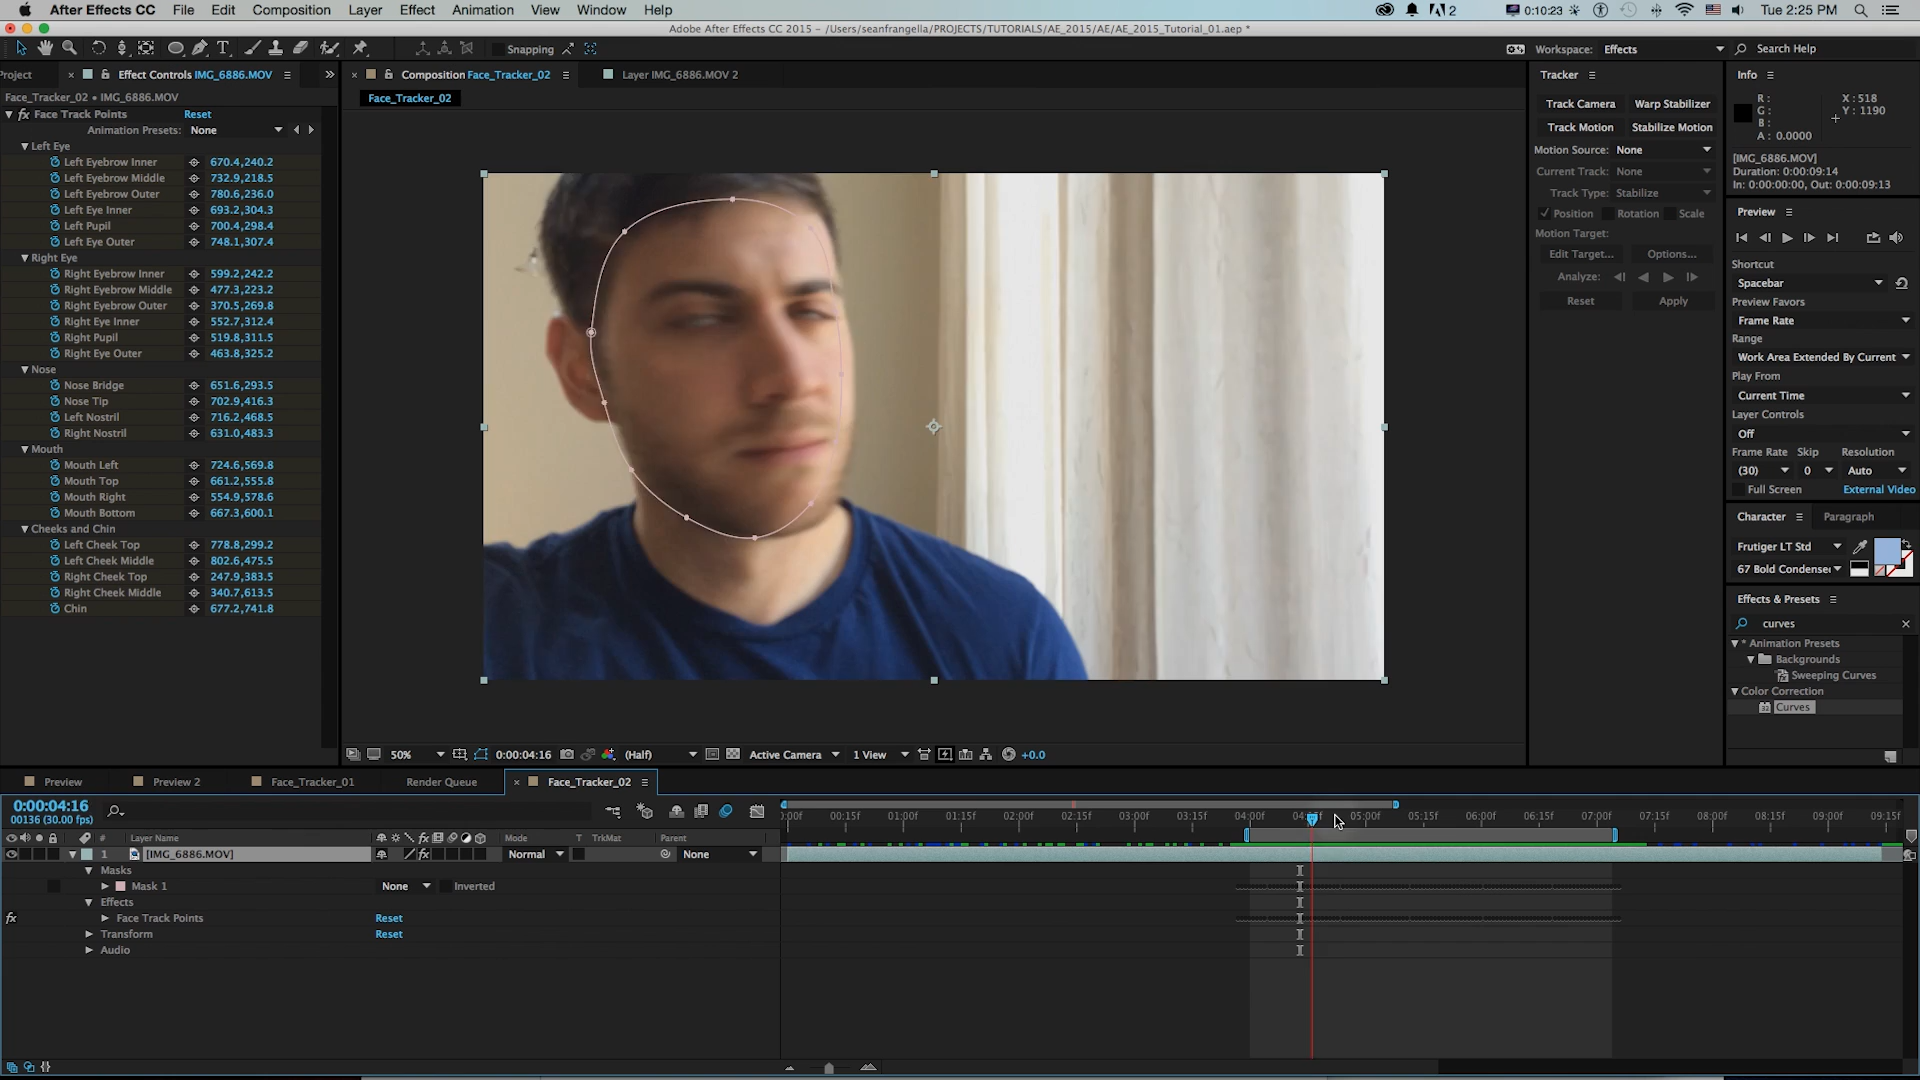 After Effects CC File Edit Composition Layer Effect Animation View Window Help
2 0:10:23 Tue 2:25 PM
Adobe After Effects CC 2015 - /Users/seanfrangella/PROJECTS/TUTORIALS/AE_2015/AE/AE_2015_Tutorial_01.aep *
Snapping
Workspace: Effects
Search Help
Project
Effect Controls IMG_6886.MOV
Face_Tracker_02 • IMG_6886.MOV
fx Face Track Points Reset
Animation Presets: None
Left Eye
Left Eyebrow Inner 670.4,240.2
Left Eyebrow Middle 732.9,218.5
Left Eyebrow Outer 780.6,236.0
Left Eye Inner 693.2,304.3
Left Pupil 700.4,298.4
Left Eye Outer 748.1,307.4
Right Eye
Right Eyebrow Inner 599.2,242.2
Right Eyebrow Middle 477.3,223.2
Right Eyebrow Outer 370.5,269.8
Right Eye Inner 552.7,312.4
Right Pupil 519.8,311.5
Right Eye Outer 463.8,325.2
Nose
Nose Bridge 651.6,293.5
Nose Tip 702.9,416.3
Left Nostril 716.2,468.5
Right Nostril 631.0,483.3
Mouth
Mouth Left 724.6,569.8
Mouth Top 661.2,555.8
Mouth Right 554.9,578.6
Mouth Bottom 667.3,600.1
Cheeks and Chin
Left Cheek Top 778.8,299.2
Left Cheek Middle 802.6,475.5
Right Cheek Top 247.9,383.5
Right Cheek Middle 340.7,613.5
Chin 677.2,741.8
Composition Face_Tracker_02
Layer IMG_6886.MOV 2
Face_Tracker_02
50% 0:00:04:16 (Half) Active Camera 1 View +0.0
Tracker
Track Camera Warp Stabilizer
Track Motion Stabilize Motion
Motion Source: None
Current Track: None
Track Type: Stabilize
Position Rotation Scale
Motion Target:
Edit Target... Options...
Analyze:
Reset Apply
Info
R : X : 518
G : Y : 1190
B :
A : 0.0000
[IMG_6886.MOV]
Duration: 0:00:09:14
In: 0:00:00:00, Out: 0:00:09:13
Preview
Shortcut
Spacebar
Preview Favors
Frame Rate
Range
Work Area Extended By Current
Play From
Current Time
Layer Controls
Off
Frame Rate Skip Resolution
(30) 0 Auto
Full Screen External Video
Character Paragraph
Frutiger LT Std
67 Bold Condensed
Effects & Presets
curves
* Animation Presets
Backgrounds
Sweeping Curves
Color Correction
Curves
Preview Preview 2 Face_Tracker_01 Render Queue Face_Tracker_02
0:00:04:16
00136 (30.00 fps)
:00f 00:15f 01:00f 01:15f 02:00f 02:15f 03:00f 03:15f 04:00f 05:00f 05:15f 06:00f 06:15f 07:00f 07:15f 08:00f 08:15f 09:00f 09:15f
# Layer Name Mode T TrkMat Parent
1 [IMG_6886.MOV] Normal None
Masks
Mask 1 None Inverted
Effects
fx Face Track Points Reset
Transform Reset
Audio